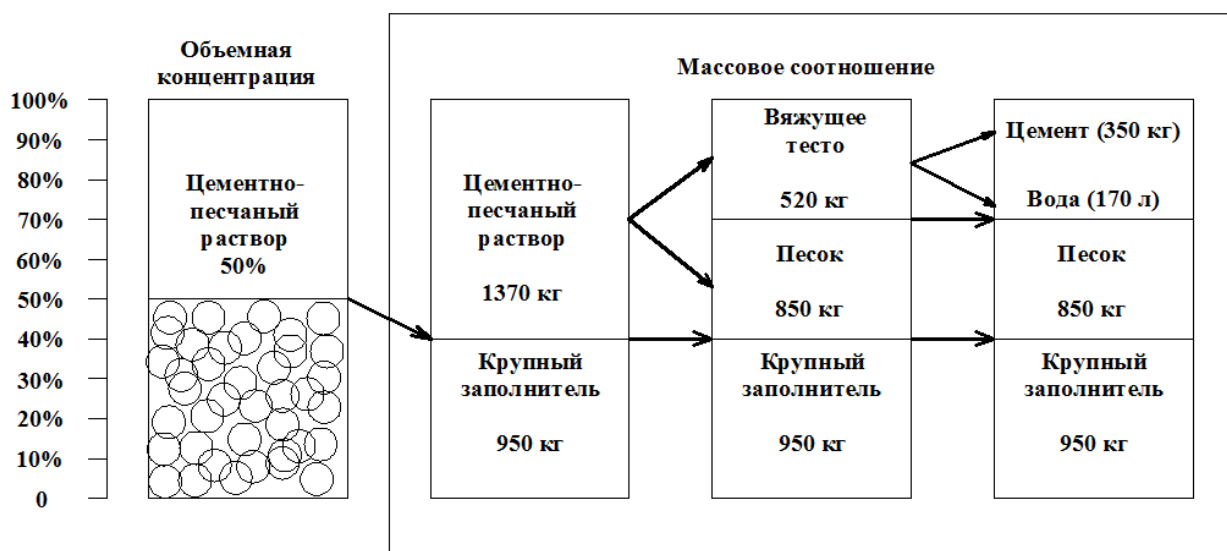 Объемная
концентрация
Массовое соотношение
100%
90%
80%
70%
60%
50%
40%
30%
20%
10%
0
Цементно-
песчаный
раствор
50%
Цементно-
песчаный
раствор
1370 кг
Крупный
заполнитель
950 кг
Вяжущее
тесто
520 кг
Песок
850 кг
Крупный
заполнитель
950 кг
Цемент (350 кг)
Вода (170 л)
Песок
850 кг
Крупный
заполнитель
950 кг